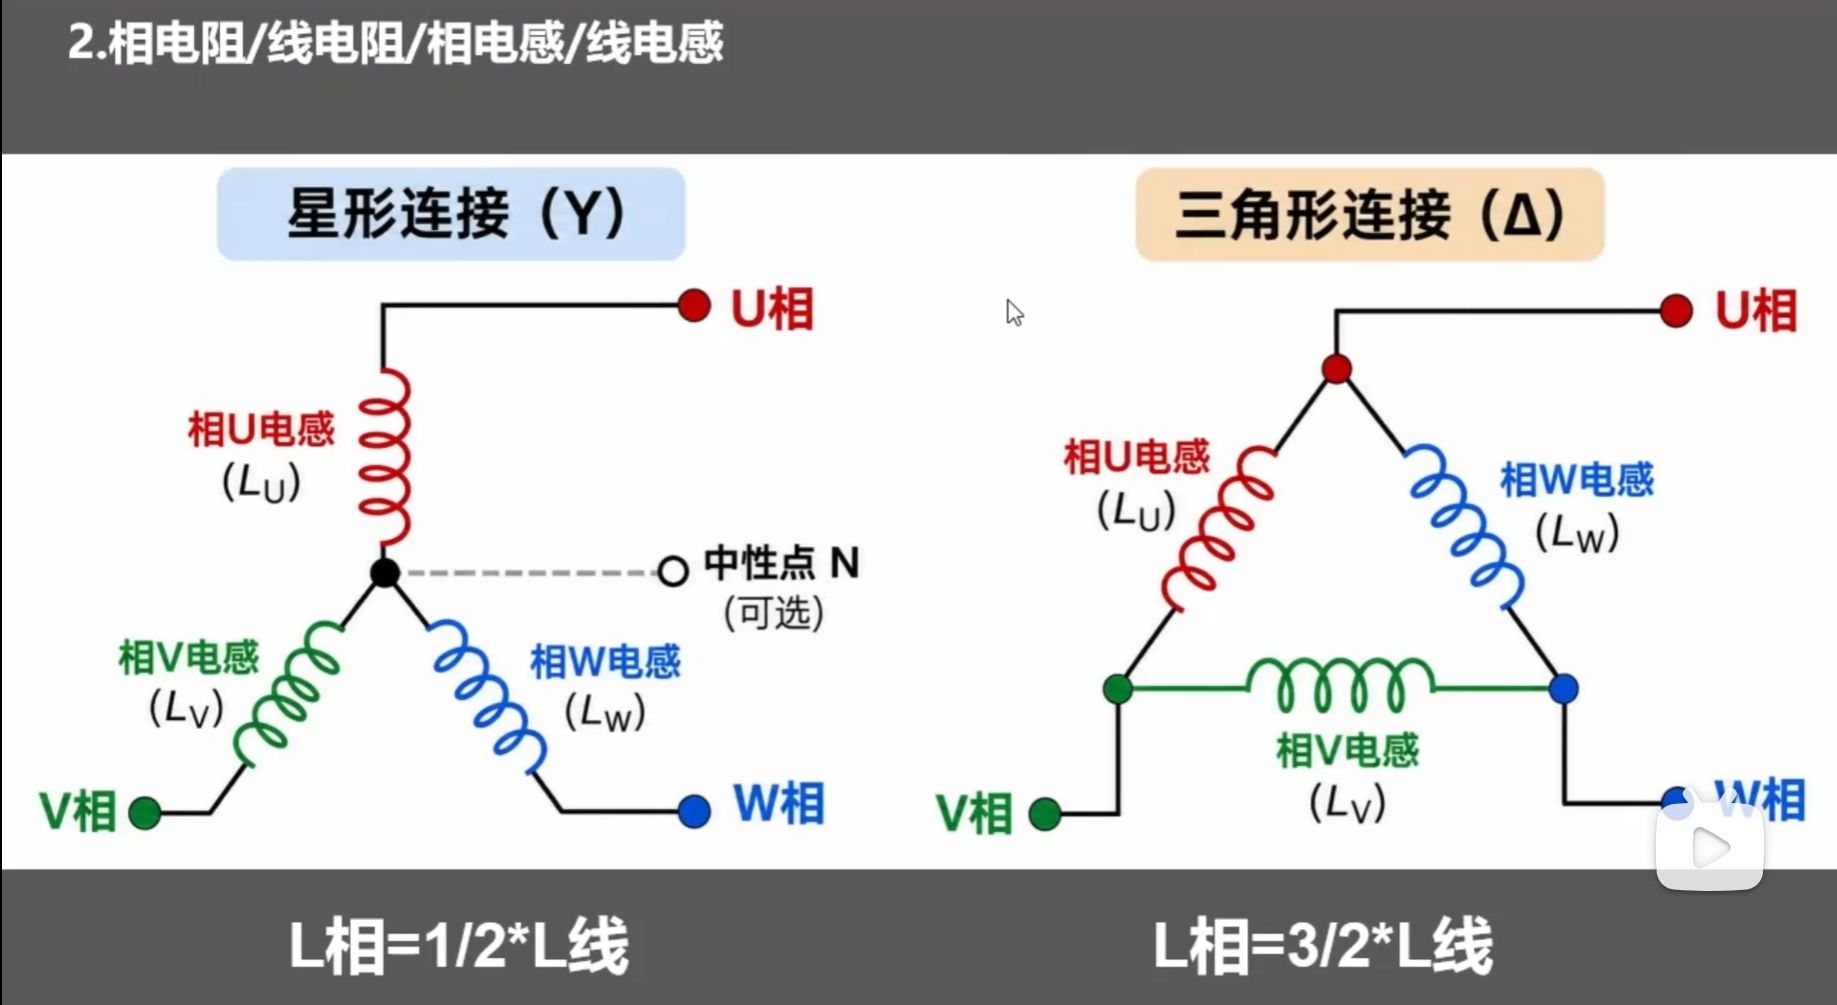 2.相电阻/线电阻/相电感/线电感
星形连接（Y）
U相
相U电感
(LU)
中性点 N
(可选)
相V电感
(LV)
相W电感
(LW)
V相
W相
L相=1/2*L线
三角形连接（Δ）
U相
相U电感
(LU)
相W电感
(LW)
相V电感
(LV)
V相
W相
L相=3/2*L线